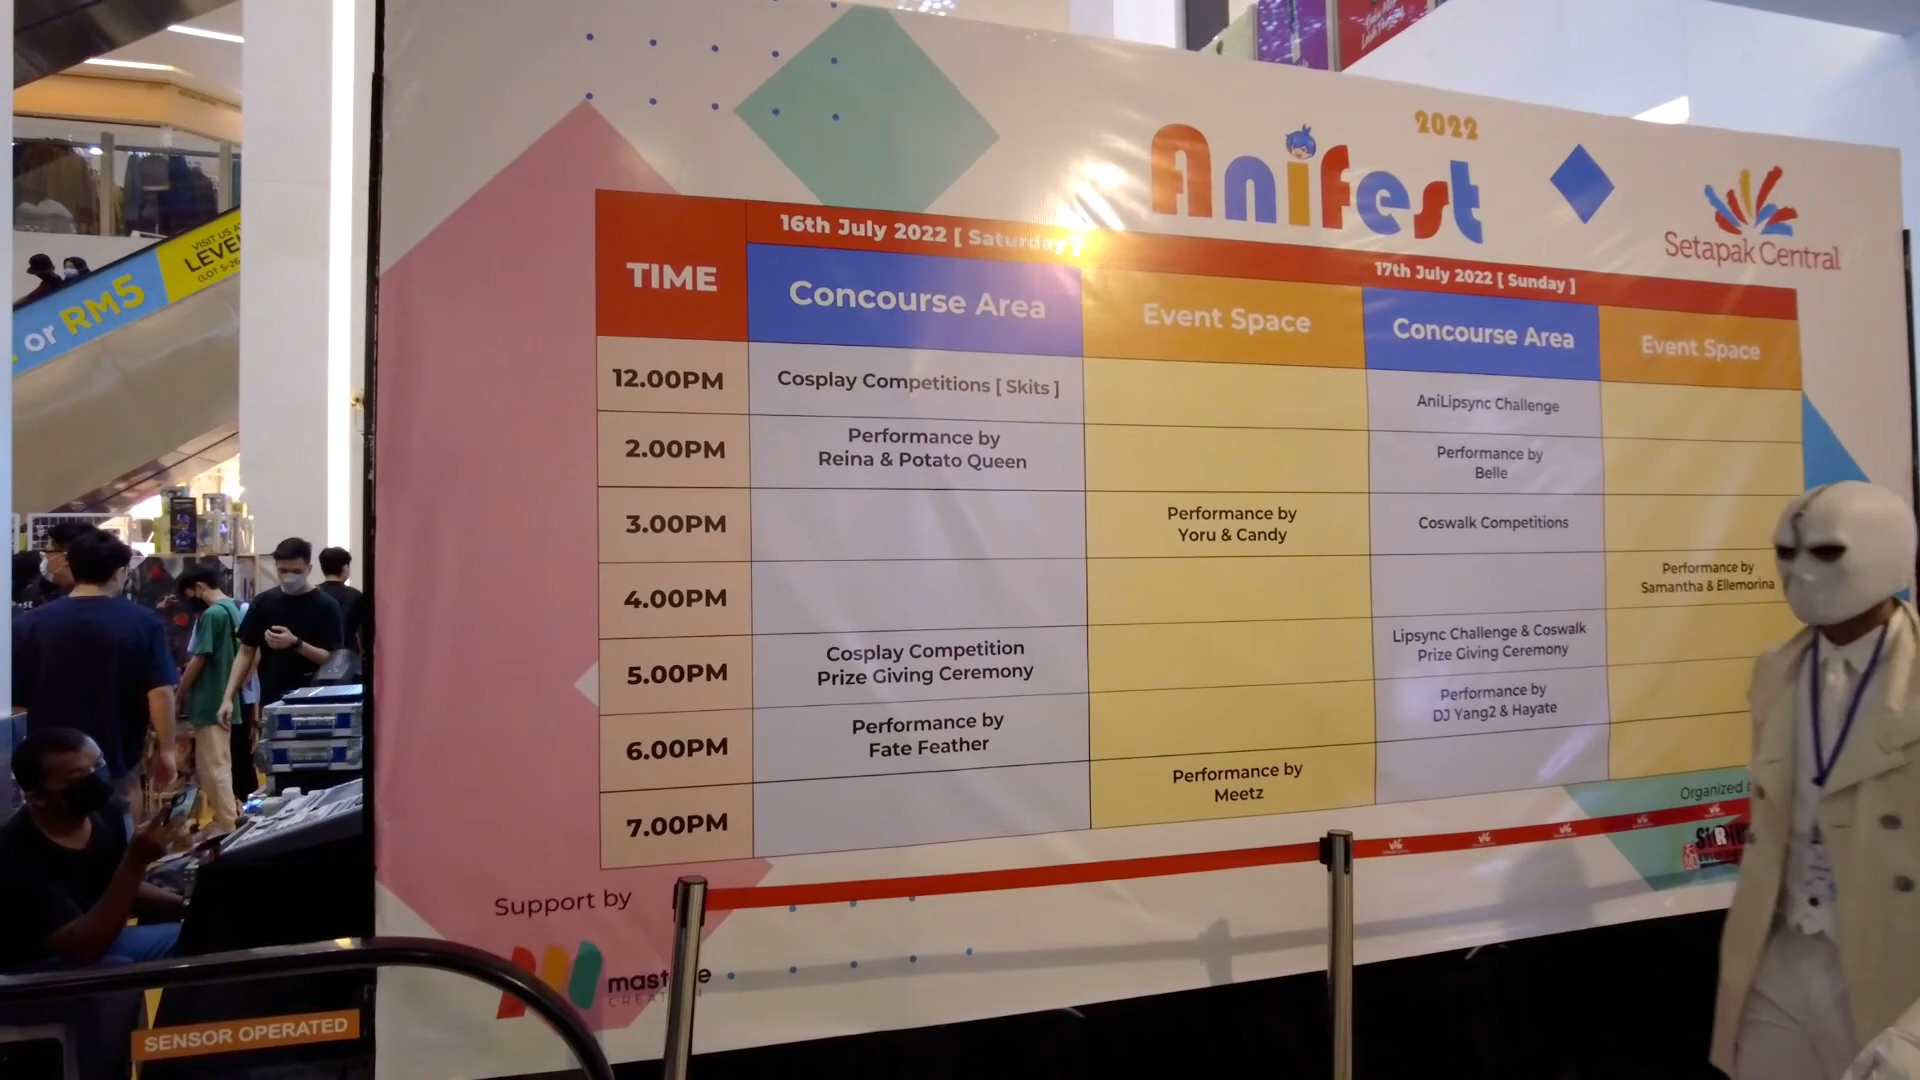 2022
Anifest
Setapak Central
16th July 2022 [ Saturday ]
17th July 2022 [ Sunday ]
TIME
Concourse Area
Event Space
Concourse Area
Event Space
12.00PM
Cosplay Competitions [ Skits ]
AniLipsync Challenge
2.00PM
Performance by
Reina & Potato Queen
Performance by
Belle
3.00PM
Performance by
Yoru & Candy
Coswalk Competitions
4.00PM
Performance by
Samantha & Ellemorina
5.00PM
Cosplay Competition
Prize Giving Ceremony
Lipsync Challenge & Coswalk
Prize Giving Ceremony
6.00PM
Performance by
Fate Feather
Performance by
DJ Yang2 & Hayate
7.00PM
Performance by
Meetz
Organized
Support by
VISIT US
LEVEL
or RM5
SENSOR OPERATED